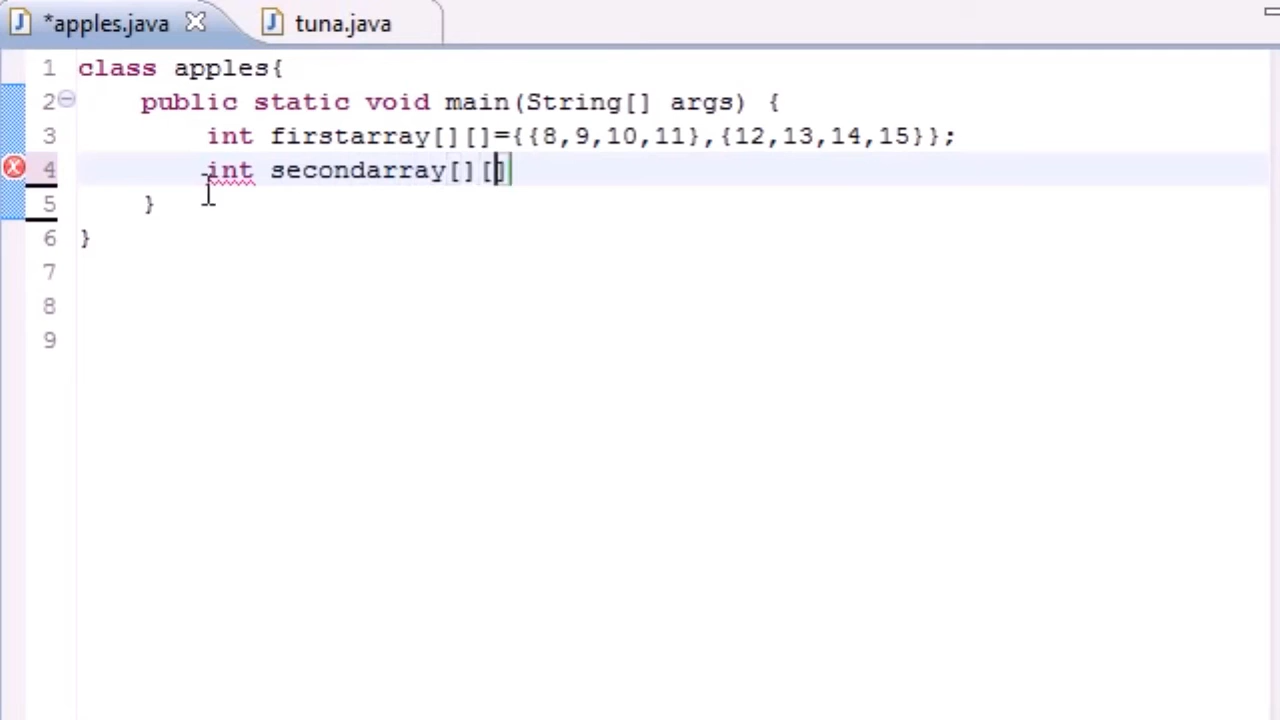 *apples.java
tuna.java
1 class apples{
2 public static void main(String[] args) {
3 int firstarray[][]={{8,9,10,11},{12,13,14,15}};
4 int secondarray[][]
5 }
6 }
7
8
9